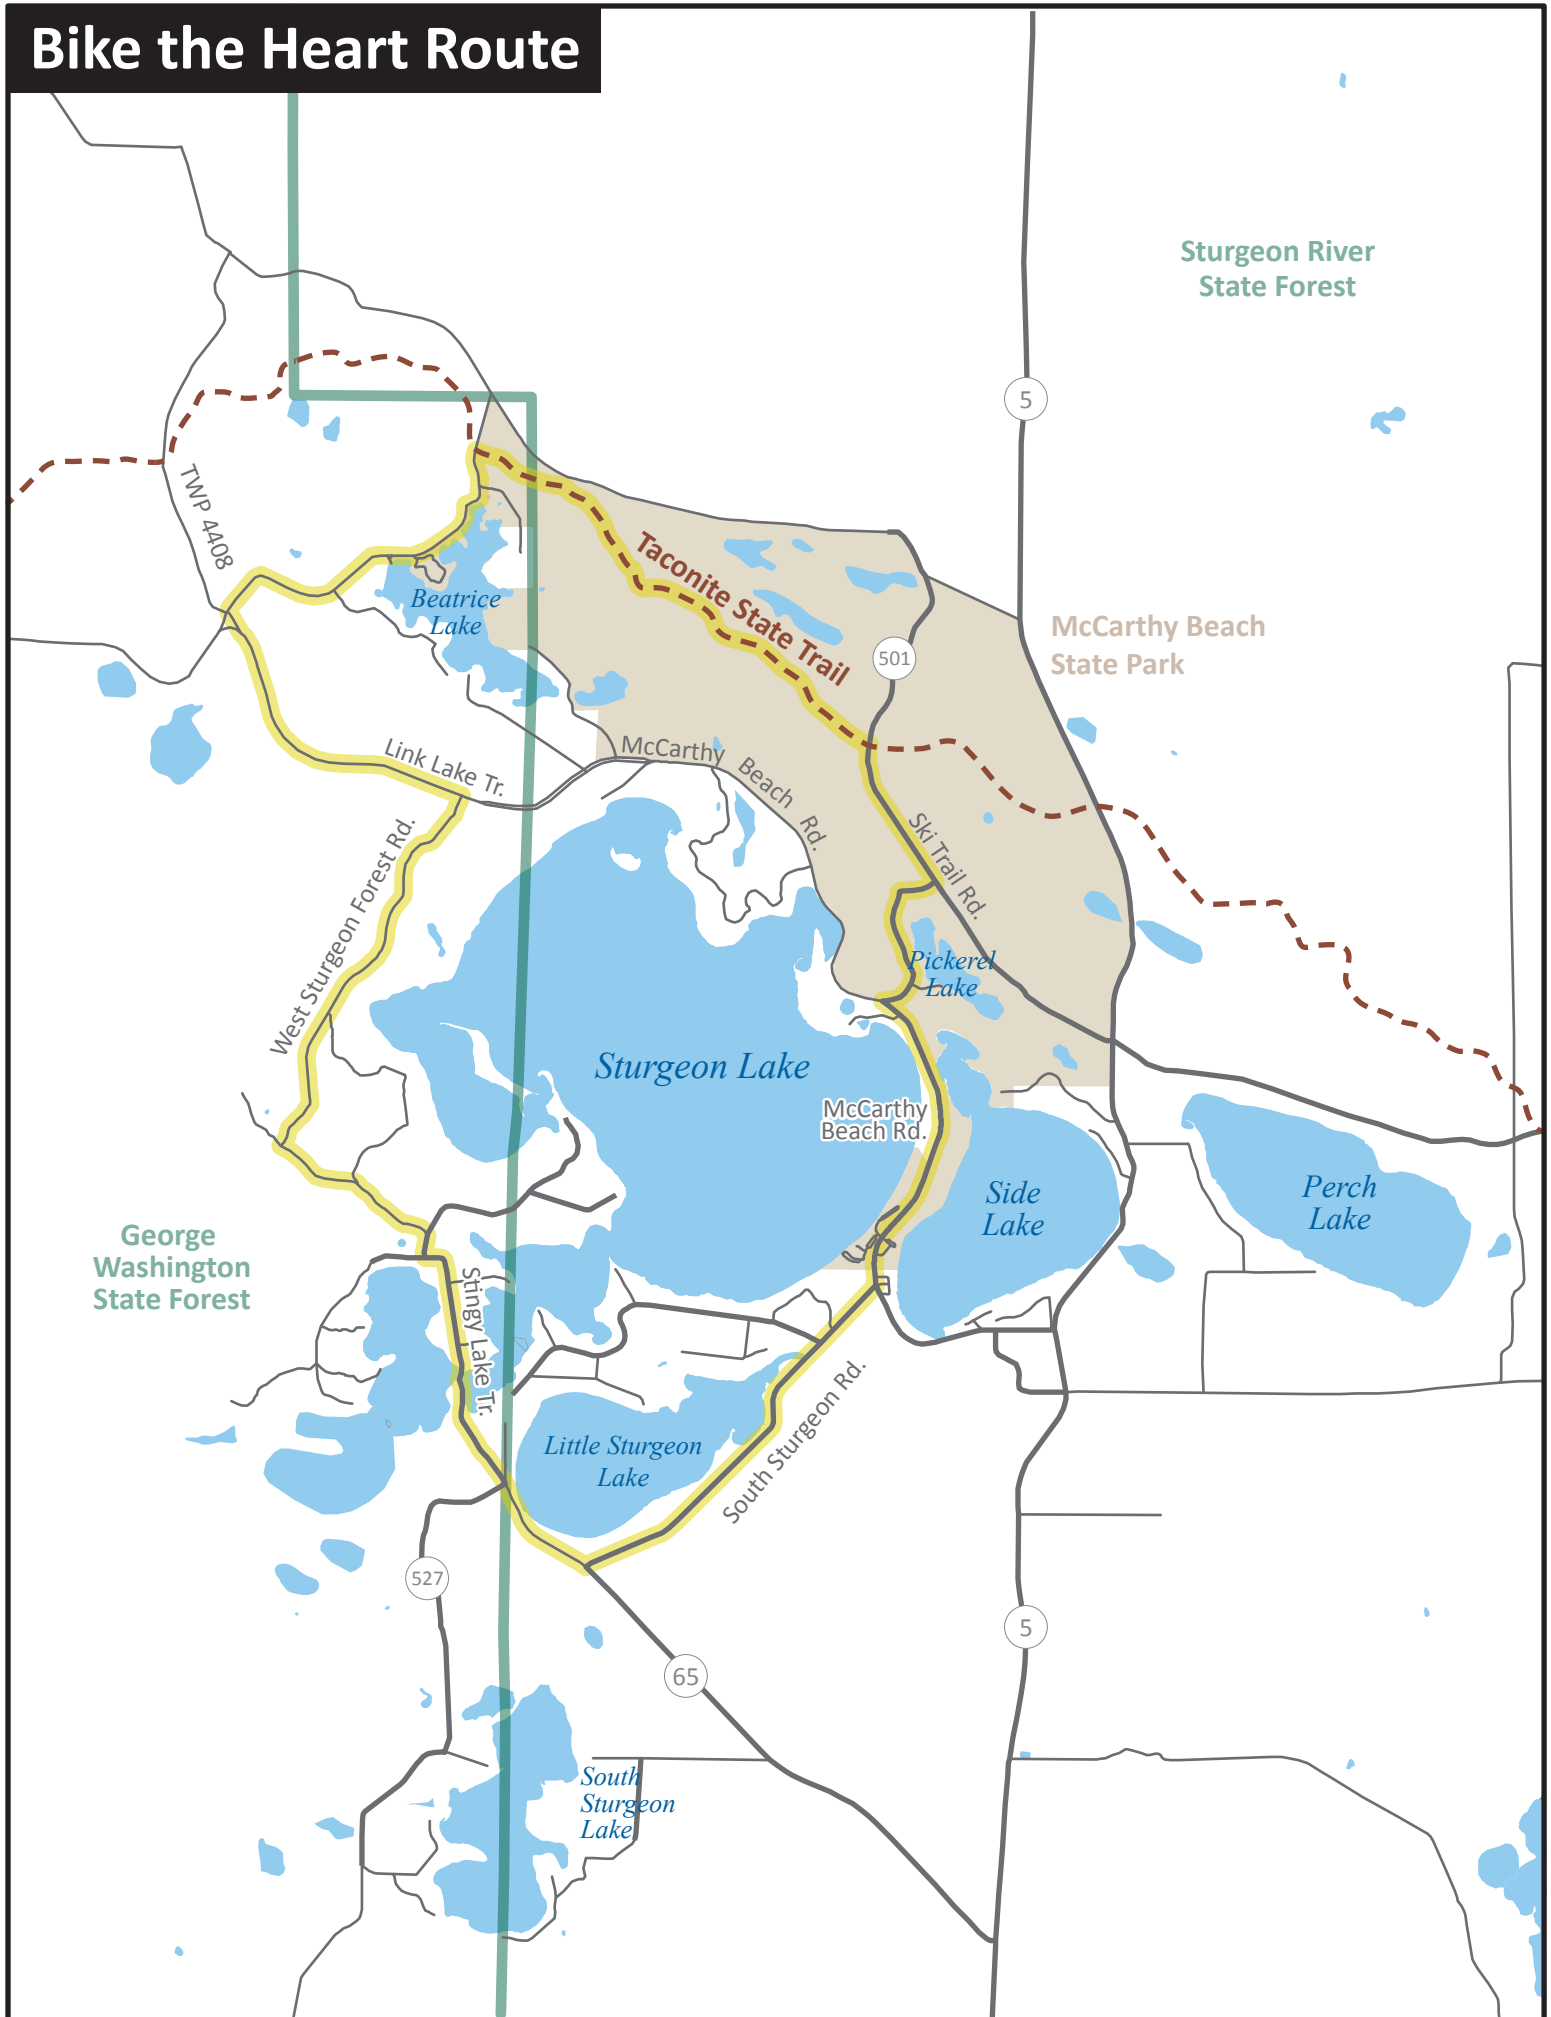 Bike the Heart Route
Sturgeon River
State Forest
5
TWP 4408
Taconite State Trail
Beatrice
Lake
McCarthy Beach
State Park
501
Link Lake Tr.
McCarthy Beach Rd.
Ski Trail Rd.
West Sturgeon Forest Rd.
Pickerel
Lake
Sturgeon Lake
McCarthy
Beach Rd.
Side
Lake
Perch
Lake
George
Washington
State Forest
Stingy Lake Tr.
South Sturgeon Rd.
Little Sturgeon
Lake
527
5
65
South
Sturgeon
Lake